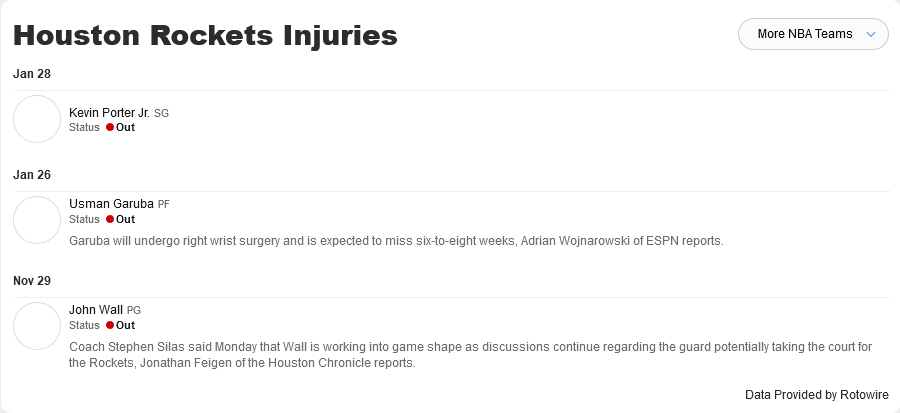 Houston Rockets Injuries
More NBA Teams
Jan 28
Kevin Porter Jr. SG
Status Out
Jan 26
Usman Garuba PF
Status Out
Garuba will undergo right wrist surgery and is expected to miss six-to-eight weeks, Adrian Wojnarowski of ESPN reports.
Nov 29
John Wall PG
Status Out
Coach Stephen Silas said Monday that Wall is working into game shape as discussions continue regarding the guard potentially taking the court for
the Rockets, Jonathan Feigen of the Houston Chronicle reports.
Data Provided by Rotowire